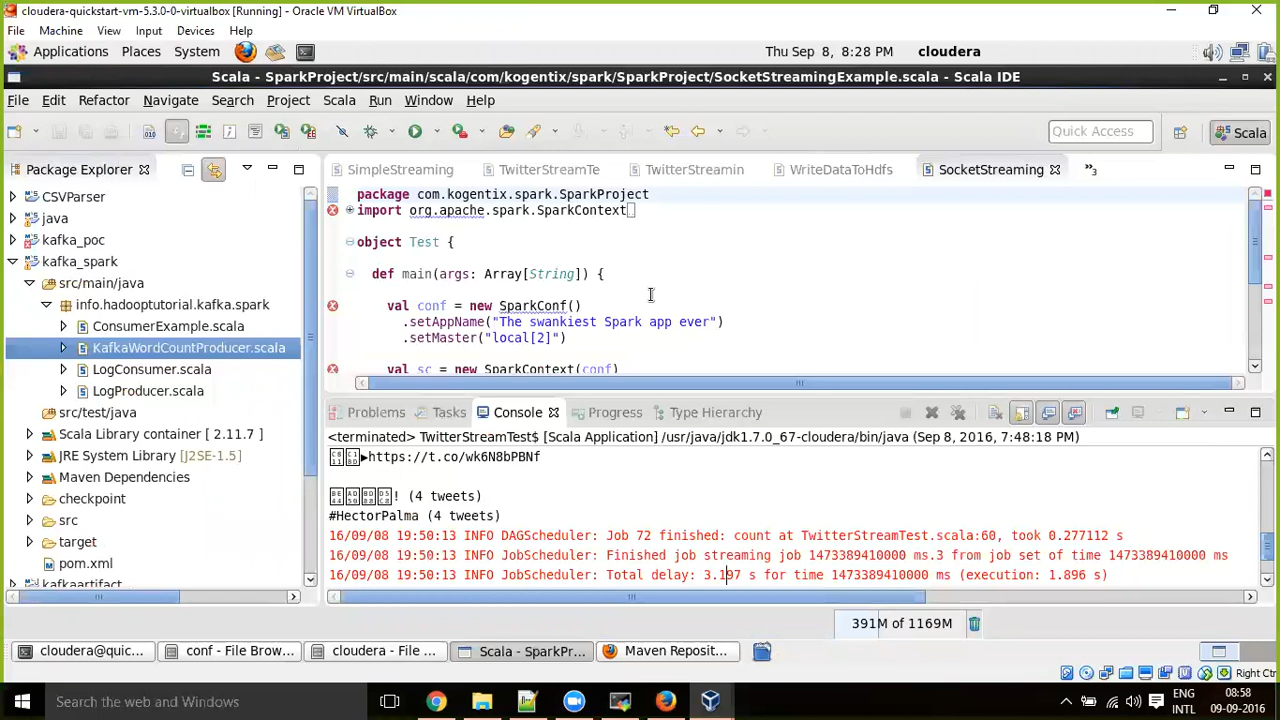 cloudera-quickstart-vm-5.3.0-0-virtualbox [Running] - Oracle VM VirtualBox
File Machine View Input Devices Help
Applications Places System Thu Sep 8, 8:28 PM cloudera
Scala - SparkProject/src/main/scala/com/kogentix/spark/SparkProject/SocketStreamingExample.scala - Scala IDE
File Edit Refactor Navigate Search Project Scala Run Window Help
Quick Access Scala
Package Explorer
CSVParser
java
kafka_poc
kafka_spark
src/main/java
info.hadooptutorial.kafka.spark
ConsumerExample.scala
KafkaWordCountProducer.scala
LogConsumer.scala
LogProducer.scala
src/test/java
Scala Library container [ 2.11.7 ]
JRE System Library [J2SE-1.5]
Maven Dependencies
checkpoint
src
target
pom.xml
kafkaartifact
SimpleStreaming TwitterStreamTe TwitterStreamin WriteDataToHdfs SocketStreaming »3
package com.kogentix.spark.SparkProject
import org.apache.spark.SparkContext
object Test {
def main(args: Array[String]) {
val conf = new SparkConf()
.setAppName("The swankiest Spark app ever")
.setMaster("local[2]")
val sc = new SparkContext(conf)
Problems Tasks Console Progress Type Hierarchy
<terminated> TwitterStreamTest$ [Scala Application] /usr/java/jdk1.7.0_67-cloudera/bin/java (Sep 8, 2016, 7:48:18 PM)
▶https://t.co/wk6N8bPBNf
! (4 tweets)
#HectorPalma (4 tweets)
16/09/08 19:50:13 INFO DAGScheduler: Job 72 finished: count at TwitterStreamTest.scala:60, took 0.277112 s
16/09/08 19:50:13 INFO JobScheduler: Finished job streaming job 1473389410000 ms.3 from job set of time 1473389410000 ms
16/09/08 19:50:13 INFO JobScheduler: Total delay: 3.197 s for time 1473389410000 ms (execution: 1.896 s)
391M of 1169M
cloudera@quic... conf - File Brow... cloudera - File ... Scala - SparkPr... Maven Reposit...
Right Ctrl
Search the web and Windows
ENG
INTL
08:58
09-09-2016